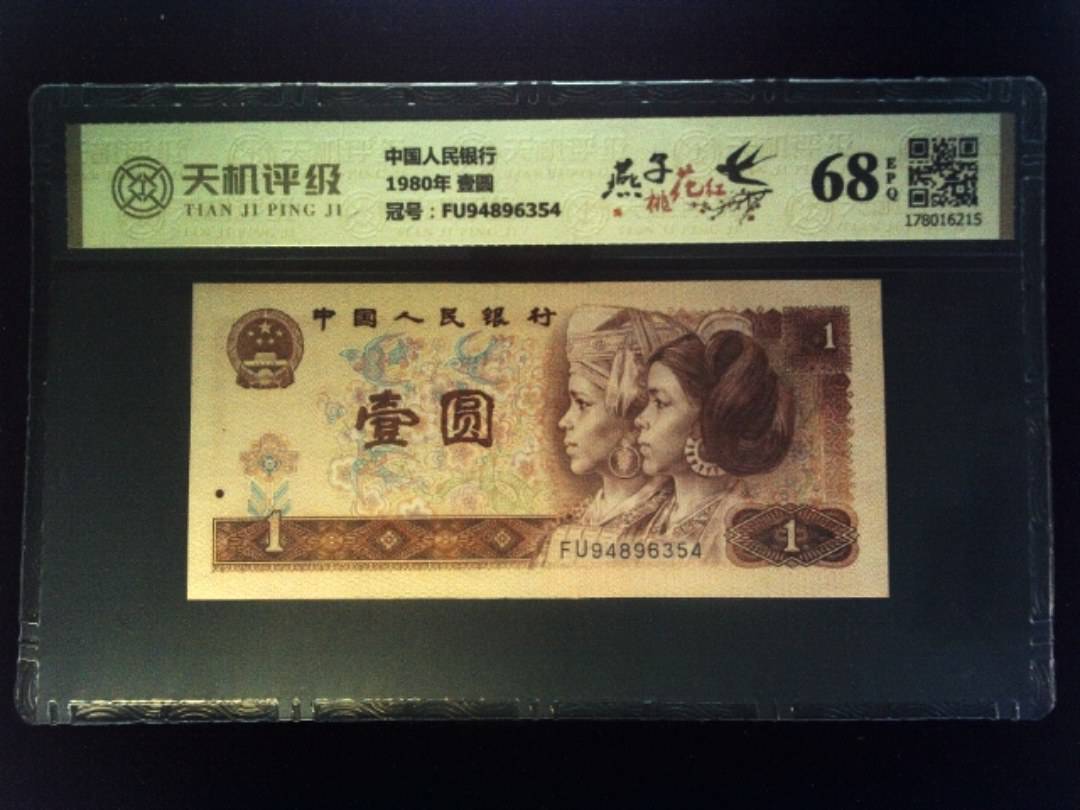 天机评级
TIAN JI PING JI
中国人民银行
1980年 壹圆
冠号：FU94896354
燕子
桃花红
68
EPQ
178016215
中国人民银行
1
壹圆
1
FU94896354
1